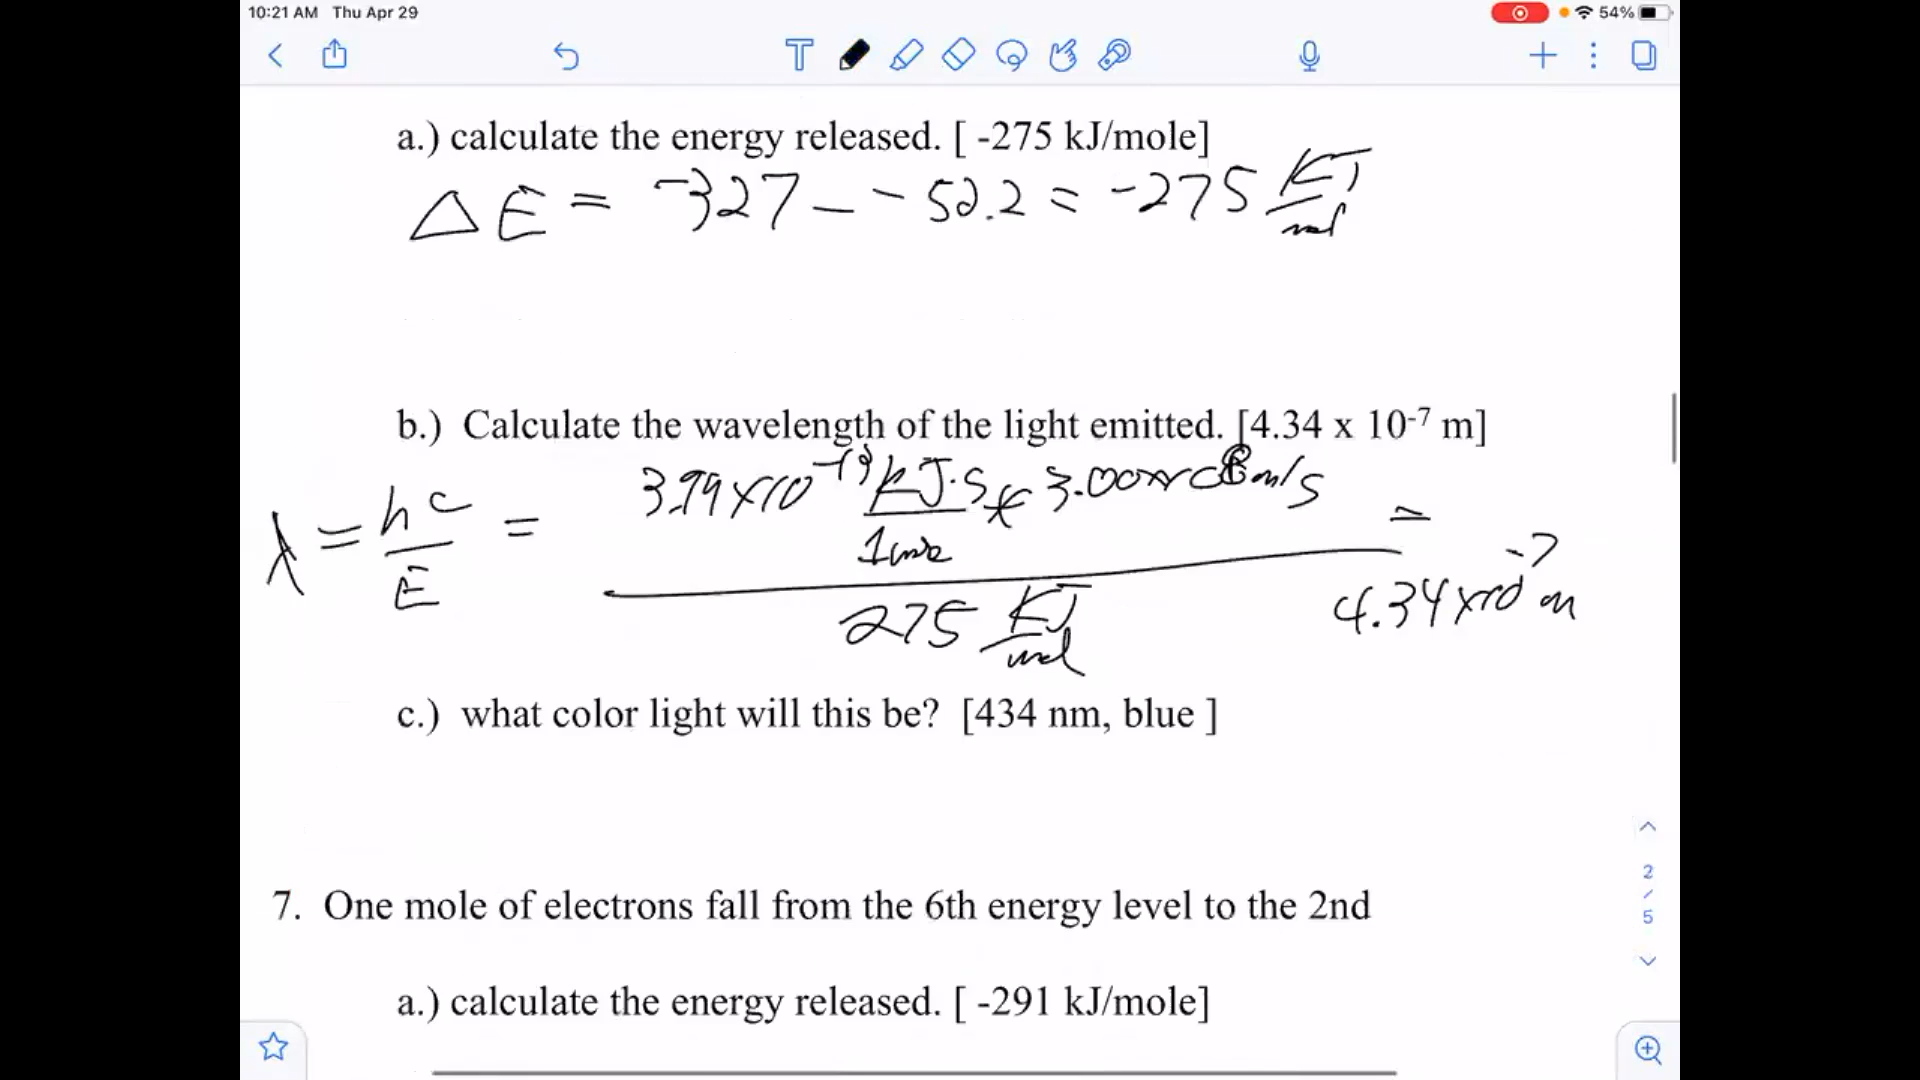 10:21 AM Thu Apr 29
54%
T
a.) calculate the energy released. [ -275 kJ/mole]
ΔE = -327 - -52.2 = -275 KJ/mol
b.) Calculate the wavelength of the light emitted. [4.34 x 10-7 m]
λ = hc/E =
3.99x10-13 kJ·s
3.00x108 m/s =
275 KJ/mol
4.34x10-7 m
c.) what color light will this be? [434 nm, blue ]
2
/
5
7. One mole of electrons fall from the 6th energy level to the 2nd
a.) calculate the energy released. [ -291 kJ/mole]